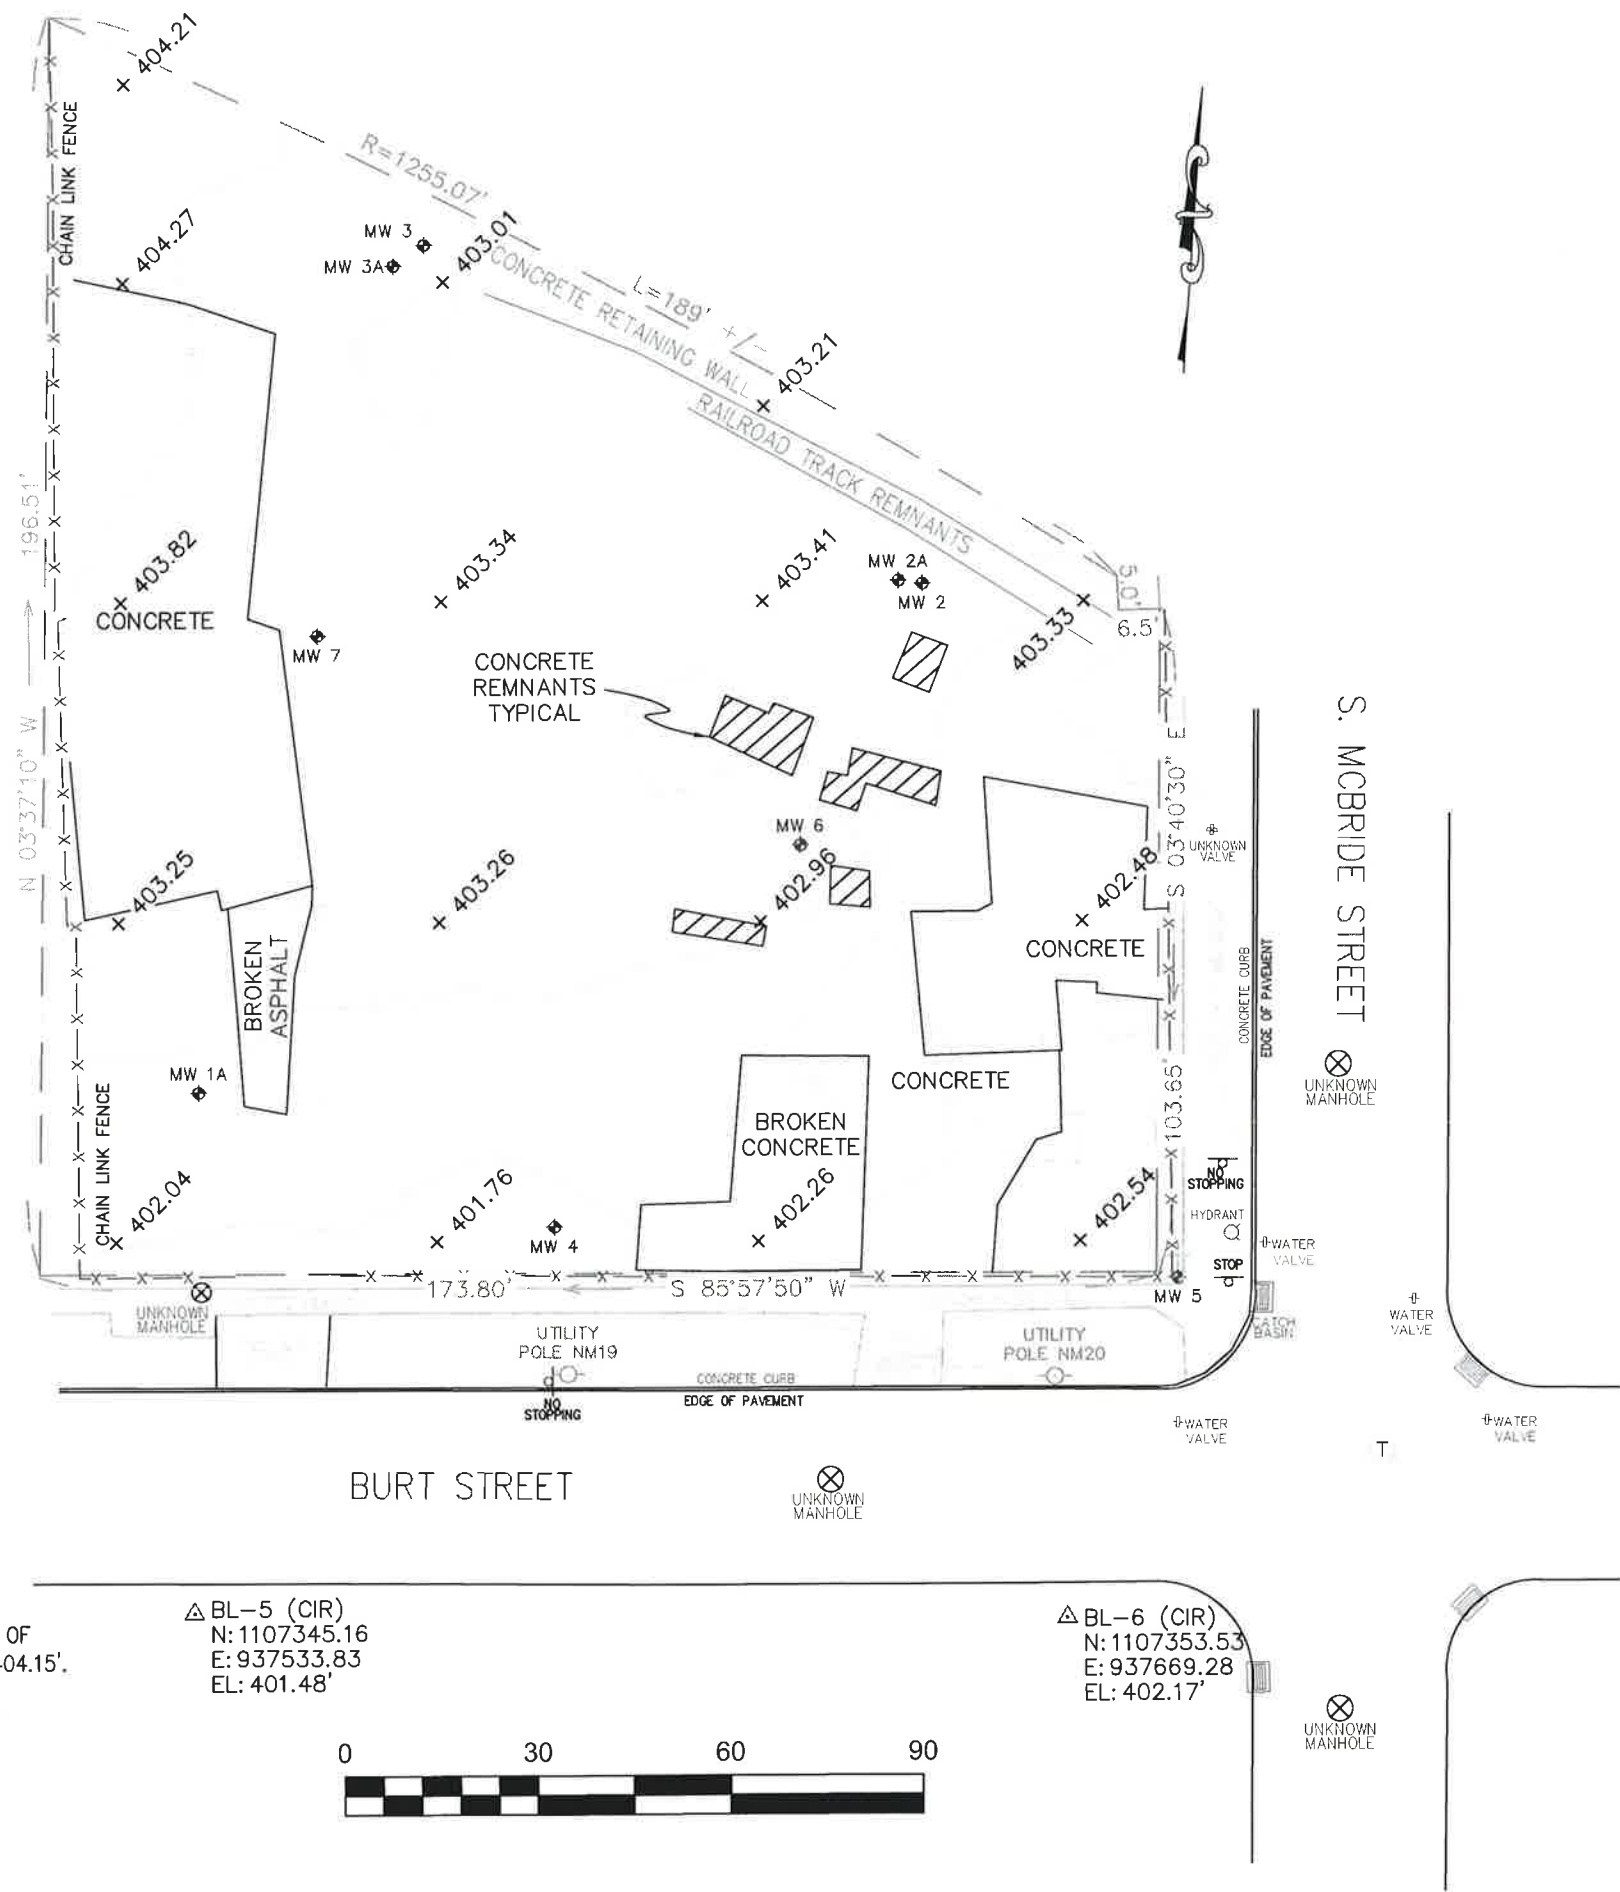 404.21
CHAIN LINK FENCE
R=1255.07'
404.27
MW 3
MW 3A
403.01
CONCRETE RETAINING WALL
L=189' +/-
403.21
RAILROAD TRACK REMNANTS
196.51'
N 03°37'10" W
403.82
CONCRETE
403.34
403.41
MW 2A
MW 2
403.33
5.0'
6.5'
MW 7
CONCRETE
REMNANTS
TYPICAL
S. MCBRIDE STREET
S 03°40'30" E
103.65'
MW 6
UNKNOWN
VALVE
403.25
403.26
402.96
402.48
CONCRETE
BROKEN
ASPHALT
CONCRETE CURB
EDGE OF PAVEMENT
UNKNOWN
MANHOLE
MW 1A
CONCRETE
BROKEN
CONCRETE
CHAIN LINK FENCE
402.04
401.76
MW 4
402.26
402.54
NO
STOPPING
HYDRANT
WATER
VALVE
STOP
173.80'
S 85°57'50" W
MW 5
UNKNOWN
MANHOLE
CATCH
BASIN
WATER
VALVE
UTILITY
POLE NM19
UTILITY
POLE NM20
CONCRETE CURB
EDGE OF PAVEMENT
NO
STOPPING
WATER
VALVE
WATER
VALVE
T
BURT STREET
UNKNOWN
MANHOLE
OF
04.15'.
BL-5 (CIR)
N: 1107345.16
E: 937533.83
EL: 401.48'
BL-6 (CIR)
N: 1107353.53
E: 937669.28
EL: 402.17'
UNKNOWN
MANHOLE
0 30 60 90